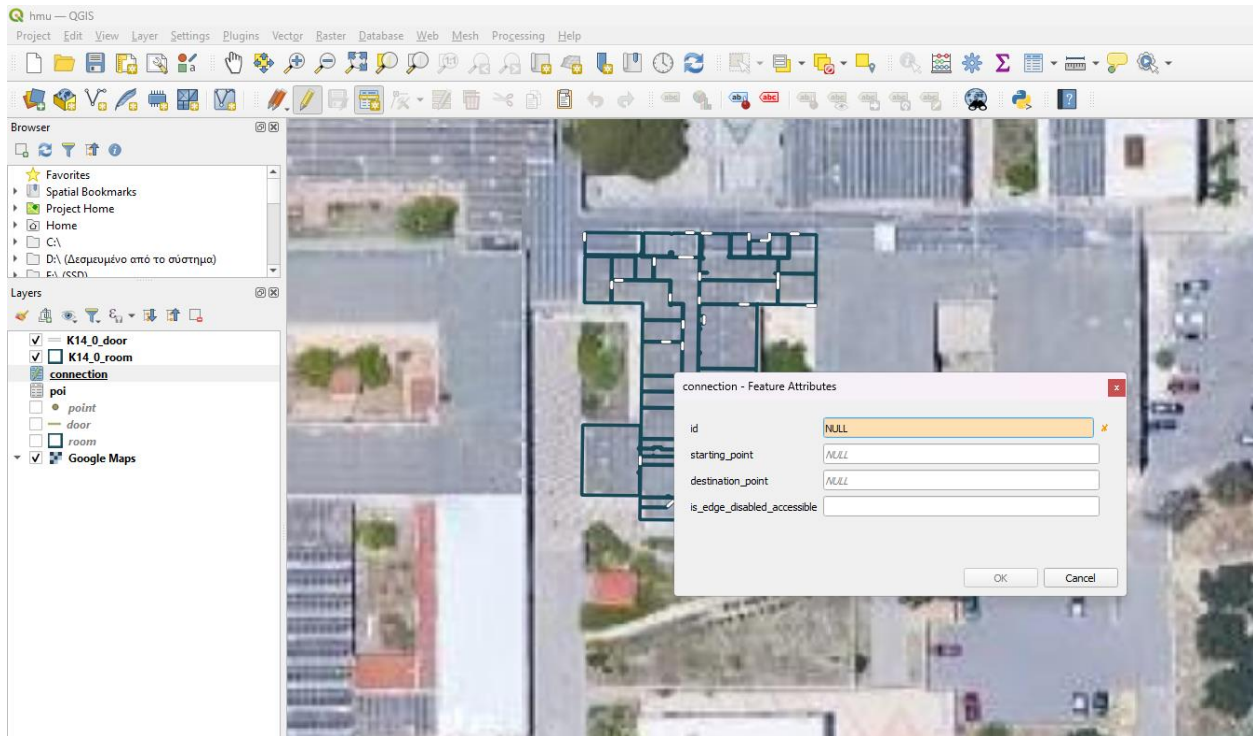 hmu — QGIS
Project Edit View Layer Settings Plugins Vector Raster Database Web Mesh Processing Help
Browser
Favorites
Spatial Bookmarks
Project Home
Home
C:\
D:\ (Δεσμευμένο από το σύστημα)
F:\ (SSD)
Layers
K14_0_door
K14_0_room
connection
poi
point
door
room
Google Maps
connection - Feature Attributes
id NULL
starting_point NULL
destination_point NULL
is_edge_disabled_accessible
OK Cancel